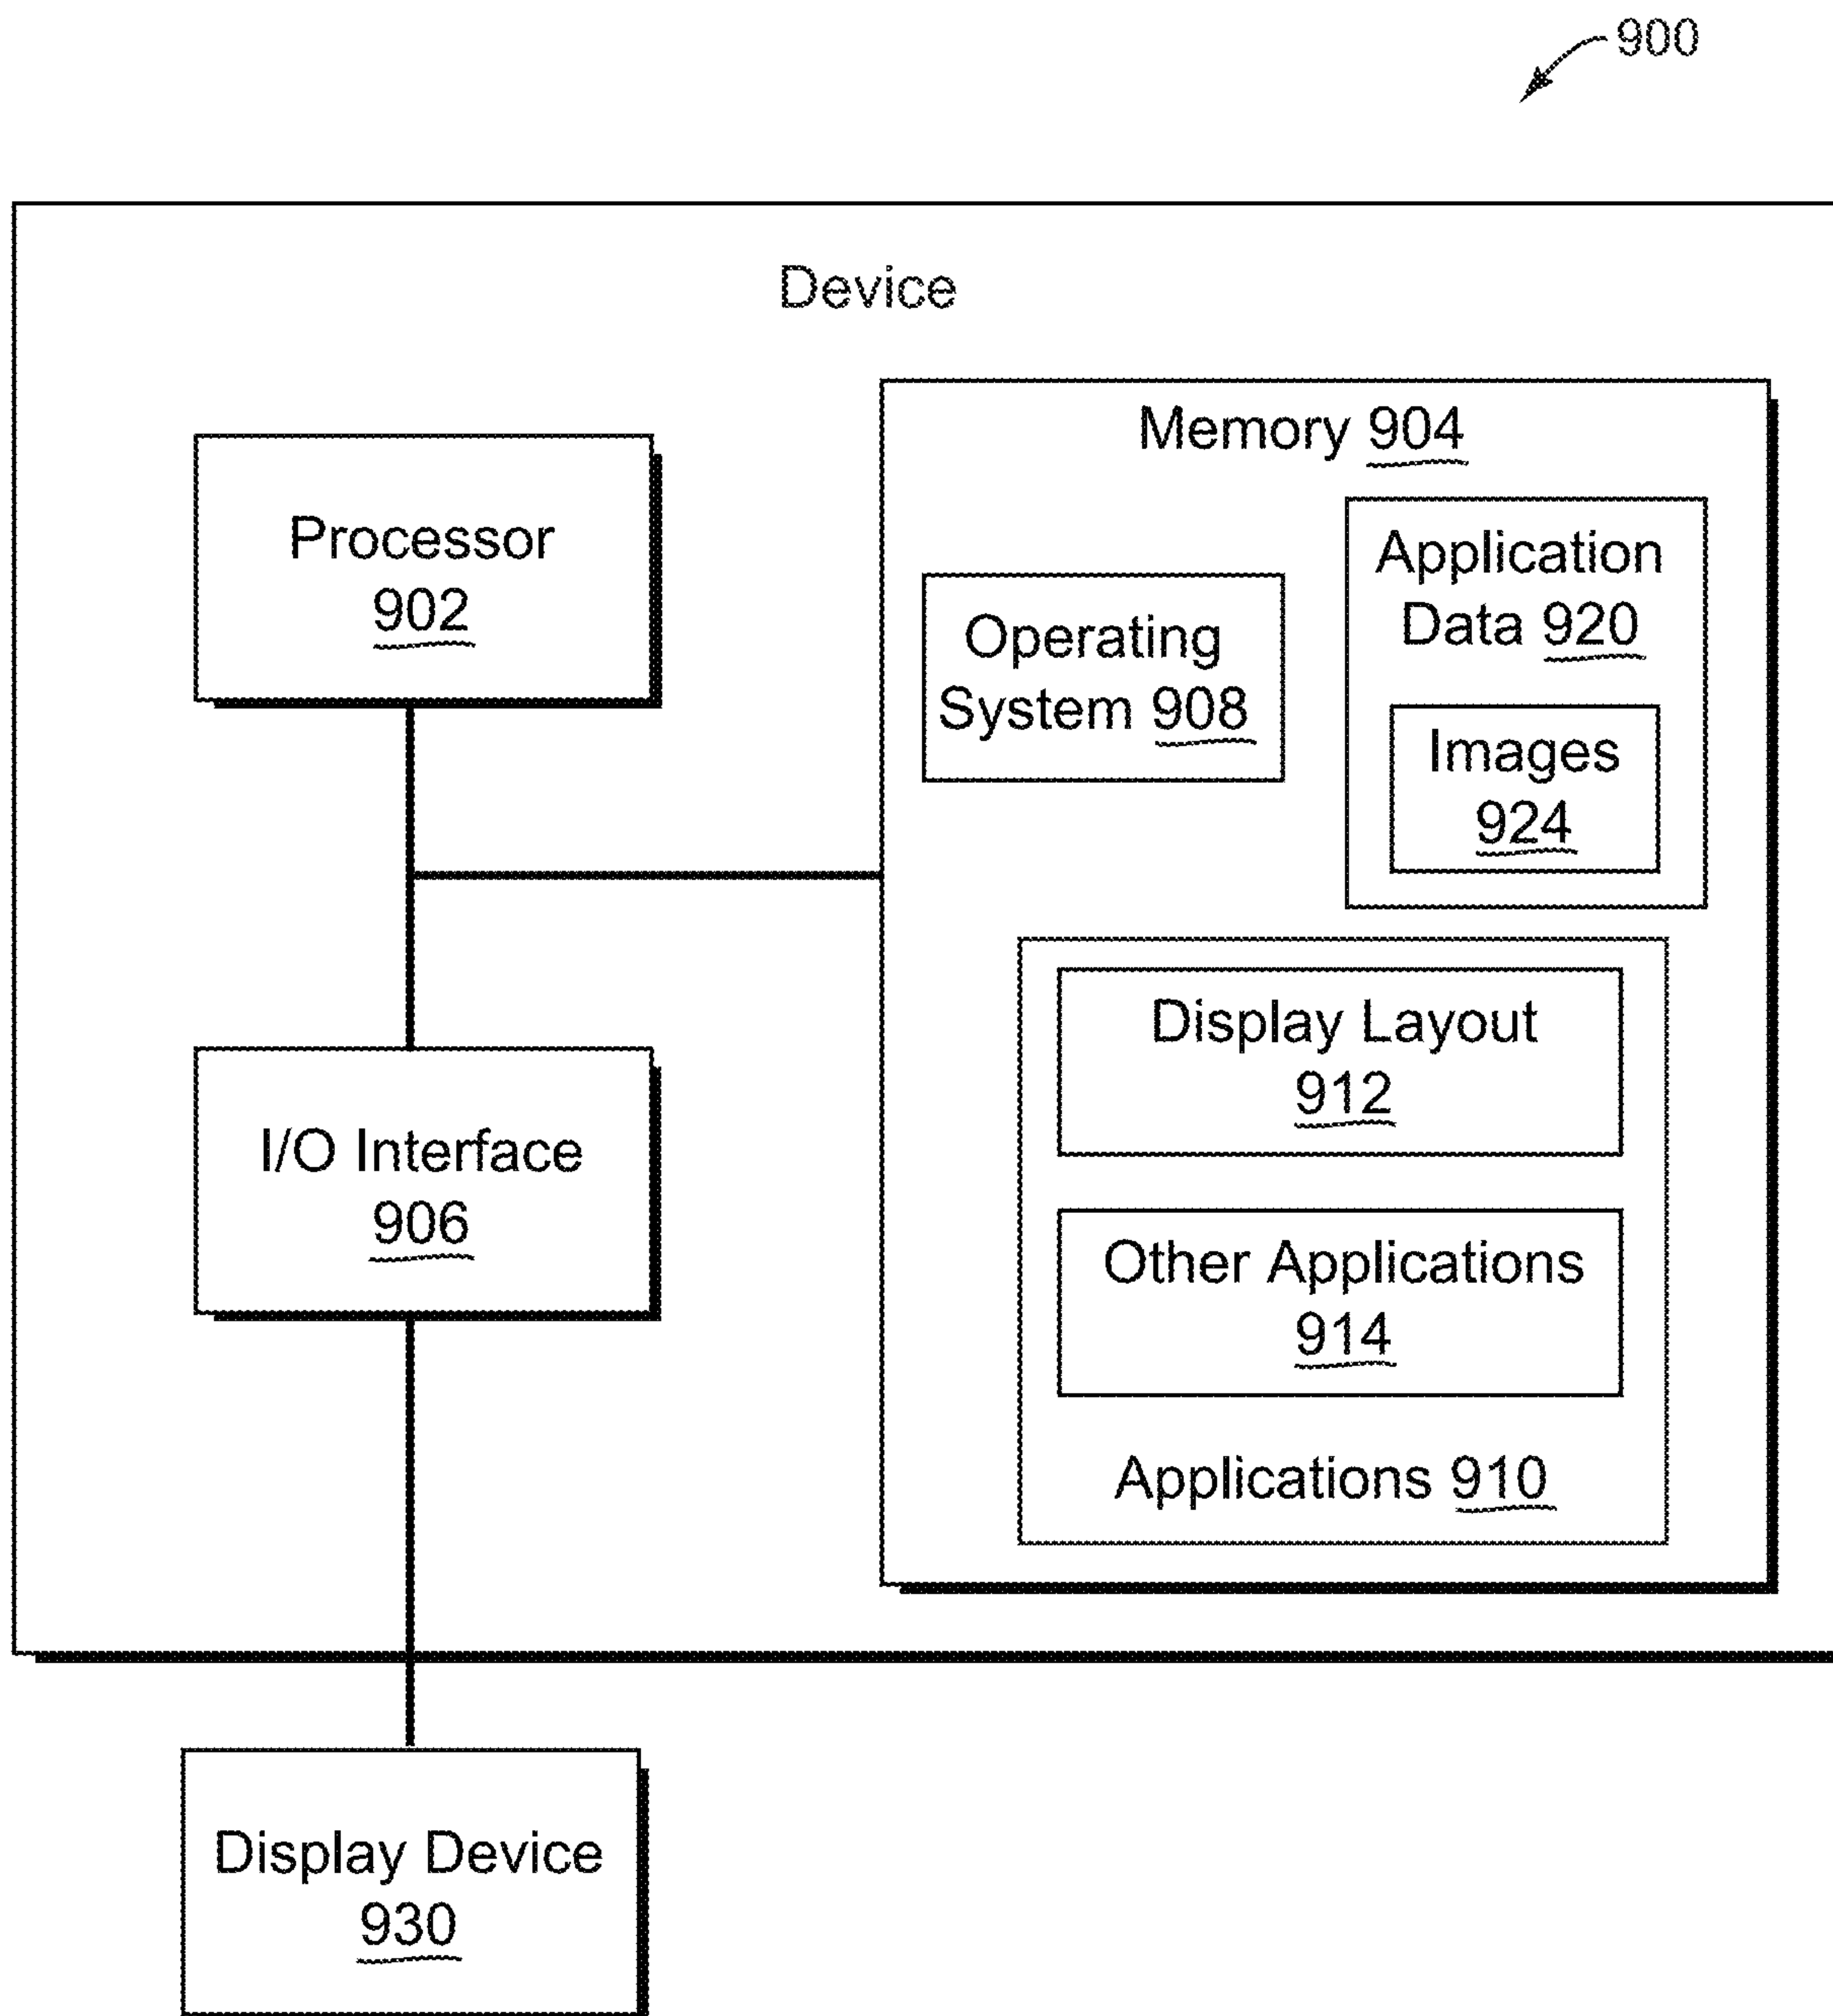 900
Device
Processor
902
Memory 904
Operating
System 908
Application
Data 920
Images
924
Display Layout
912
Other Applications
914
Applications 910
I/O Interface
906
Display Device
930